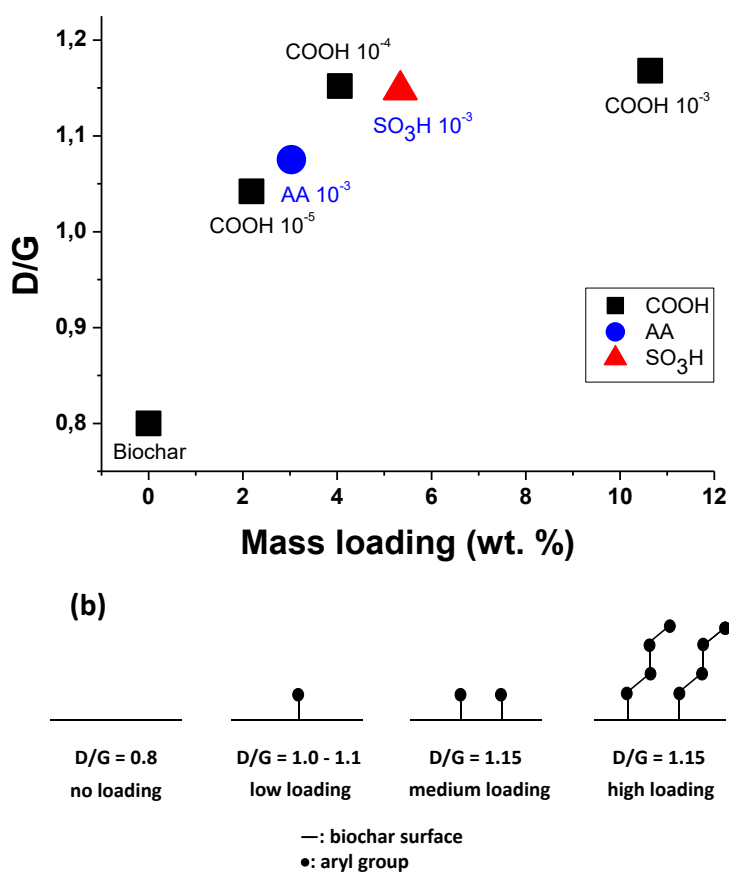 1,2
1,1
1,0
0,9
0,8
D/G
COOH 10-4
COOH 10-3
SO3H 10-3
AA 10-3
COOH 10-5
Biochar
COOH
AA
SO3H
0 2 4 6 8 10 12
Mass loading (wt. %)
(b)
D/G = 0.8 D/G = 1.0 - 1.1 D/G = 1.15 D/G = 1.15
no loading low loading medium loading high loading
—: biochar surface
•: aryl group